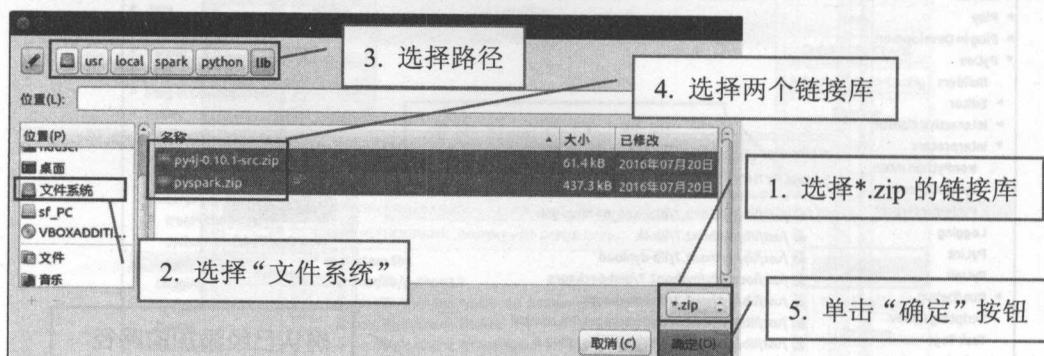 usr local spark python lib
3. 选择路径
位置(L):
4. 选择两个链接库
位置(P)
名称 大小 已修改
桌面
py4j-0.10.1-src.zip 61.4 kB 2016年07月20日
文件系统
pyspark.zip 437.3 kB 2016年07月20日
1. 选择*.zip 的链接库
sf_PC
VBOXADDITI...
2. 选择“文件系统”
文件
音乐
*.zip
5. 单击“确定”按钮
取消(C) 确定(O)